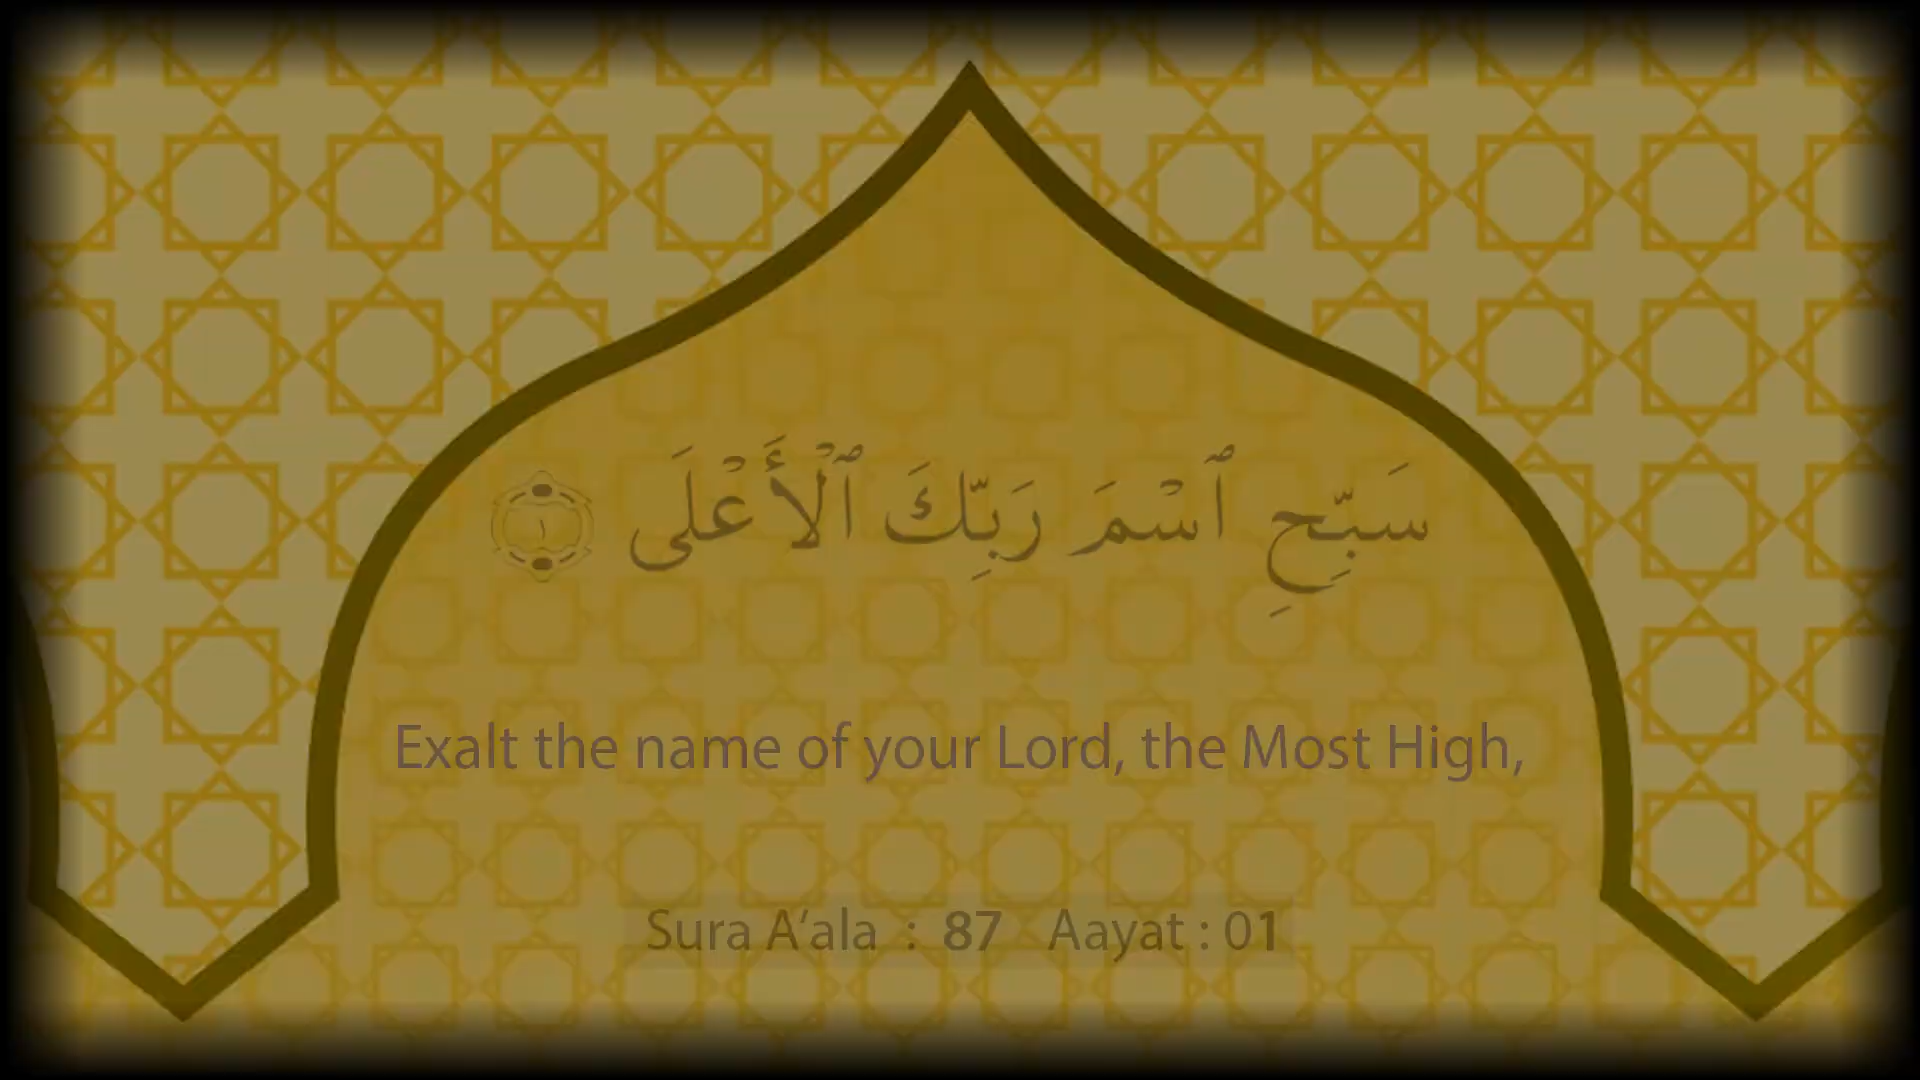 سَبِّحِ ٱسْمَ رَبِّكَ ٱلْأَعْلَى ١
Exalt the name of your Lord, the Most High,
Sura A‘ala : 87 Aayat : 01